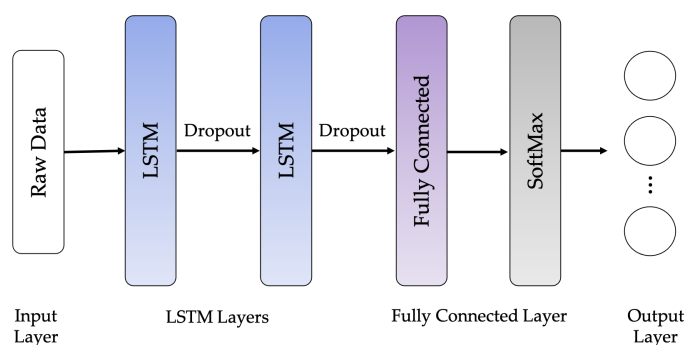 Raw Data
LSTM
Dropout
LSTM
Dropout
Fully Connected
SoftMax
Input
Layer
LSTM Layers
Fully Connected Layer
Output
Layer